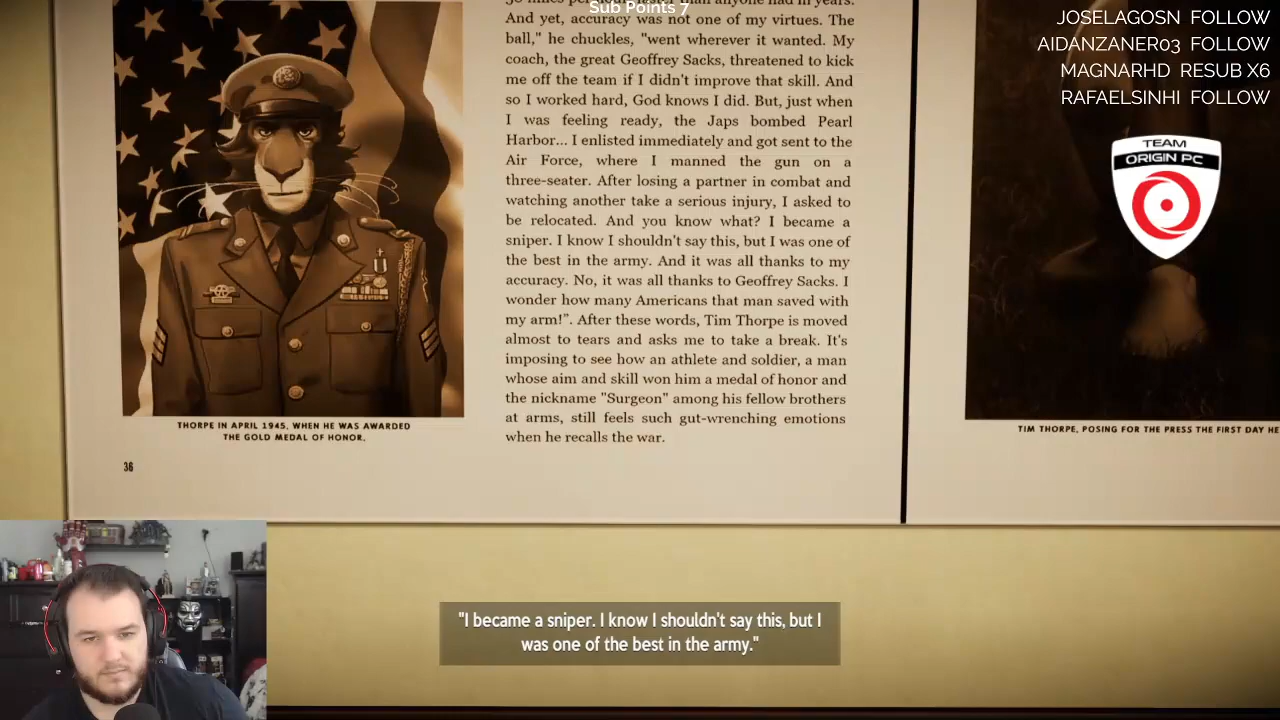 Sub Points 7
JOSELAGOSN FOLLOW
AIDANZANER03 FOLLOW
MAGNARHD RESUB X6
RAFAELSINHI FOLLOW
TEAM
ORIGIN PC
And yet, accuracy was not one of my virtues. The
ball," he chuckles, "went wherever it wanted. My
coach, the great Geoffrey Sacks, threatened to kick
me off the team if I didn't improve that skill. And
so I worked hard, God knows I did. But, just when
I was feeling ready, the Japs bombed Pearl
Harbor... I enlisted immediately and got sent to the
Air Force, where I manned the gun on a
three-seater. After losing a partner in combat and
watching another take a serious injury, I asked to
be relocated. And you know what? I became a
sniper. I know I shouldn't say this, but I was one of
the best in the army. And it was all thanks to my
accuracy. No, it was all thanks to Geoffrey Sacks. I
wonder how many Americans that man saved with
my arm!". After these words, Tim Thorpe is moved
almost to tears and asks me to take a break. It's
imposing to see how an athlete and soldier, a man
whose aim and skill won him a medal of honor and
the nickname "Surgeon" among his fellow brothers
at arms, still feels such gut-wrenching emotions
when he recalls the war.
THORPE IN APRIL 1945, WHEN HE WAS AWARDED
THE GOLD MEDAL OF HONOR.
36
TIM THORPE, POSING FOR THE PRESS THE FIRST DAY HE
"I became a sniper. I know I shouldn't say this, but I
was one of the best in the army."